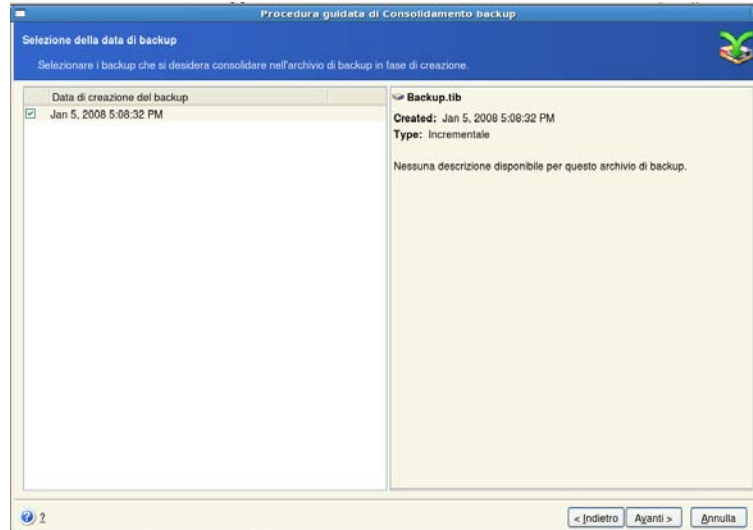 Procedura guidata di Consolidamento backup
Selezione della data di backup
Selezionare i backup che si desidera consolidare nell'archivio di backup in fase di creazione.
Data di creazione del backup
Jan 5, 2008 5:08:32 PM
Backup.tib
Created: Jan 5, 2008 5:08:32 PM
Type: Incrementale
Nessuna descrizione disponibile per questo archivio di backup.
?
< Indietro
Avanti >
Annulla